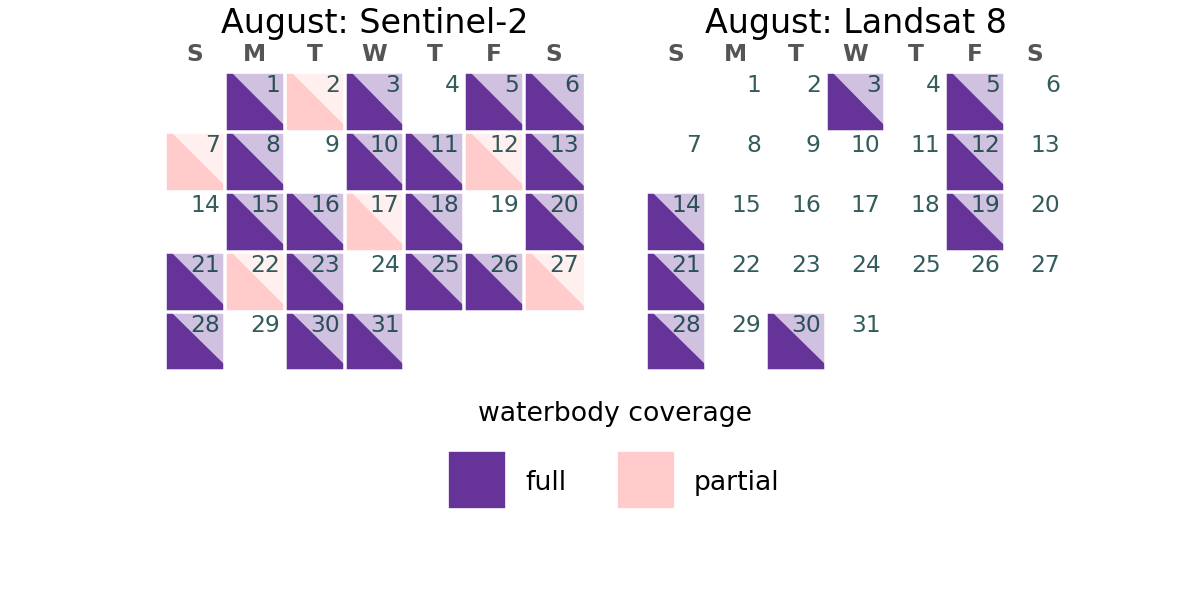 August: Sentinel-2
S M T W T F S
1 2 3 4 5 6
7 8 9 10 11 12 13
14 15 16 17 18 19 20
21 22 23 24 25 26 27
28 29 30 31
August: Landsat 8
S M T W T F S
1 2 3 4 5 6
7 8 9 10 11 12 13
14 15 16 17 18 19 20
21 22 23 24 25 26 27
28 29 30 31
waterbody coverage
full partial